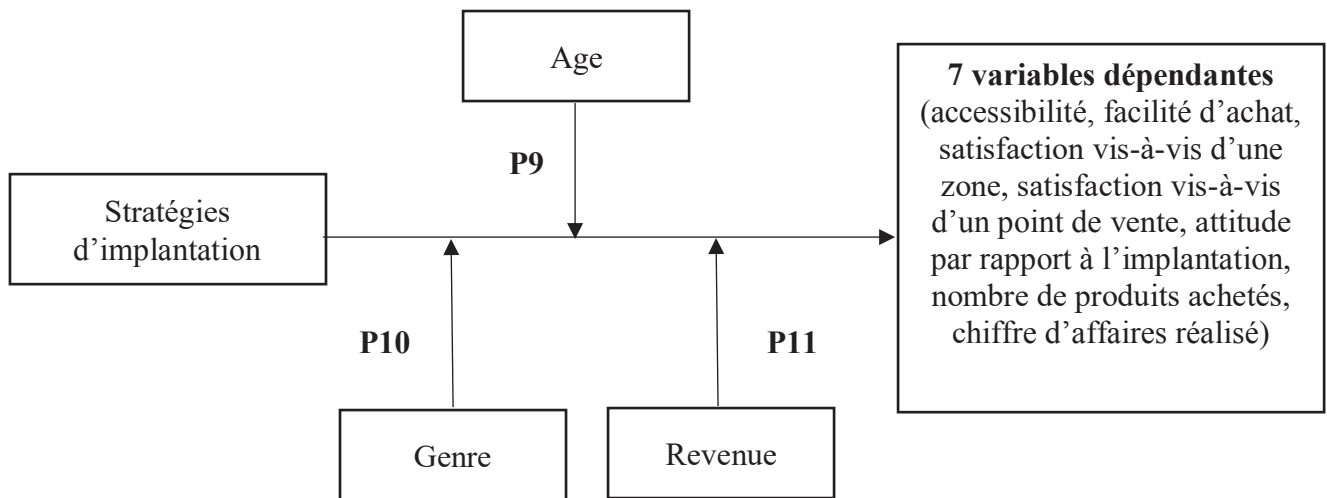 Age
P9
Stratégies
d’implantation
7 variables dépendantes
(accessibilité, facilité d’achat,
satisfaction vis-à-vis d’une
zone, satisfaction vis-à-vis
d’un point de vente, attitude
par rapport à l’implantation,
nombre de produits achetés,
chiffre d’affaires réalisé)
P10
P11
Genre
Revenue